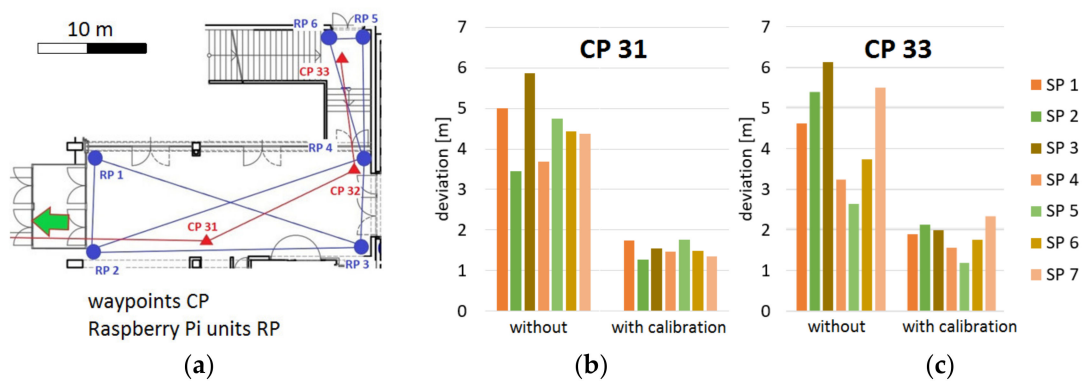 10 m
RP 6
RP 5
CP 33
RP 4
RP 1
CP 32
CP 31
RP 2
RP 3
waypoints CP
Raspberry Pi units RP
(a)
CP 31
deviation [m]
7
6
5
4
3
2
1
0
without
with calibration
(b)
CP 33
deviation [m]
7
6
5
4
3
2
1
0
without
with calibration
(c)
SP 1
SP 2
SP 3
SP 4
SP 5
SP 6
SP 7